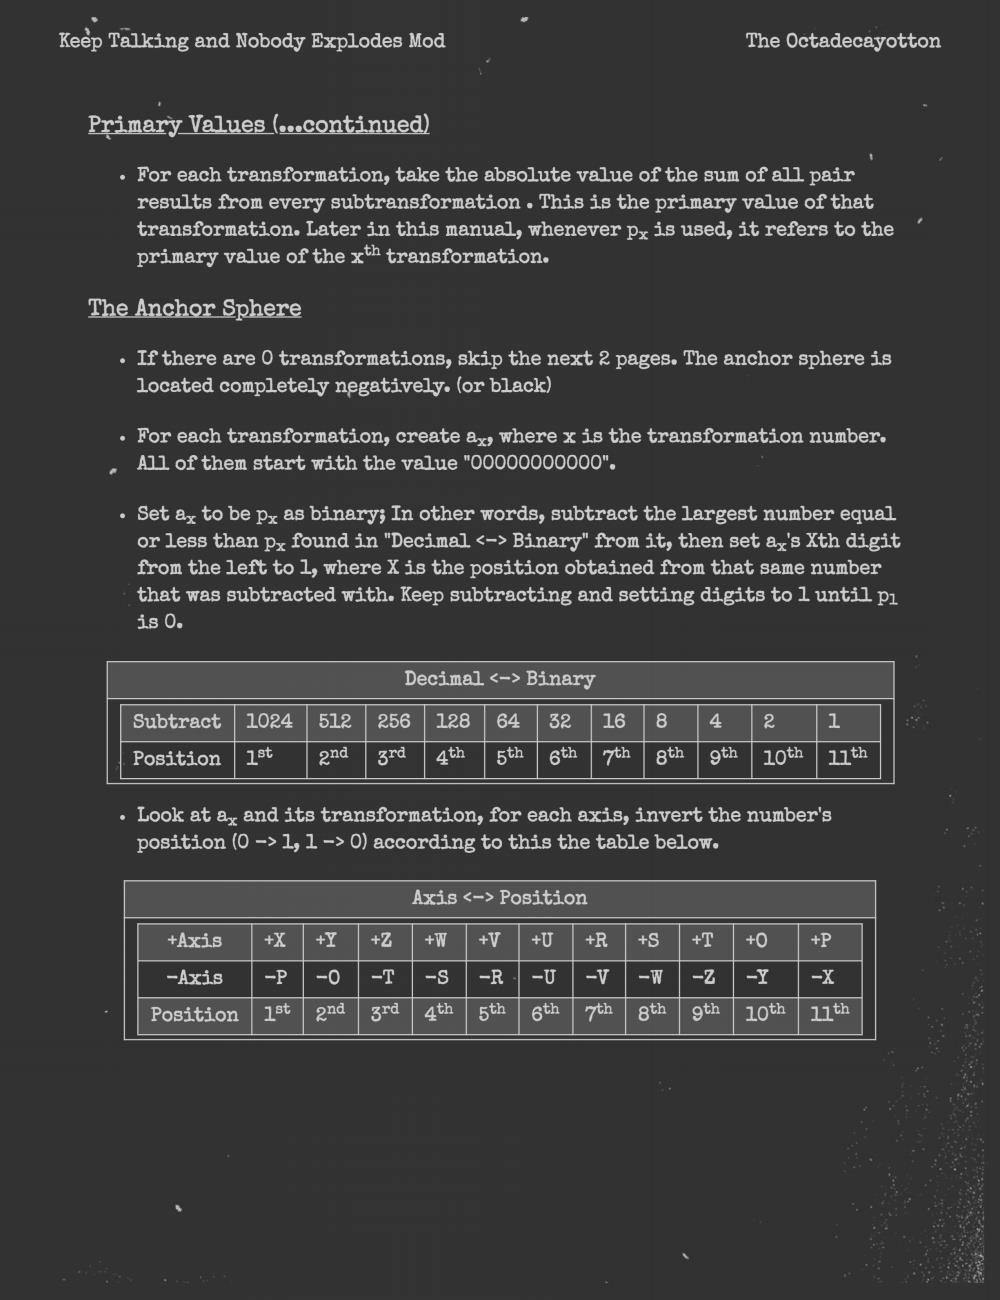 Keep Talking and Nobody Explodes Mod The Octadecayotton
Primary Values (...continued)
• For each transformation, take the absolute value of the sum of all pair
results from every subtransformation . This is the primary value of that
transformation. Later in this manual, whenever px is used, it refers to the
primary value of the xth transformation.
The Anchor Sphere
• If there are 0 transformations, skip the next 2 pages. The anchor sphere is
located completely negatively. (or black)
• For each transformation, create ax, where x is the transformation number.
All of them start with the value "00000000000".
• Set ax to be px as binary; In other words, subtract the largest number equal
or less than px found in "Decimal <-> Binary" from it, then set ax's Xth digit
from the left to 1, where X is the position obtained from that same number
that was subtracted with. Keep subtracting and setting digits to 1 until p1
is 0.
Decimal <-> Binary
Subtract 1024 512 256 128 64 32 16 8 4 2 1
Position 1st 2nd 3rd 4th 5th 6th 7th 8th 9th 10th 11th
• Look at ax and its transformation, for each axis, invert the number's
position (0 -> 1, 1 -> 0) according to this the table below.
Axis <-> Position
+Axis +X +Y +Z +W +V +U +R +S +T +O +P
-Axis -P -O -T -S -R -U -V -W -Z -Y -X
Position 1st 2nd 3rd 4th 5th 6th 7th 8th 9th 10th 11th